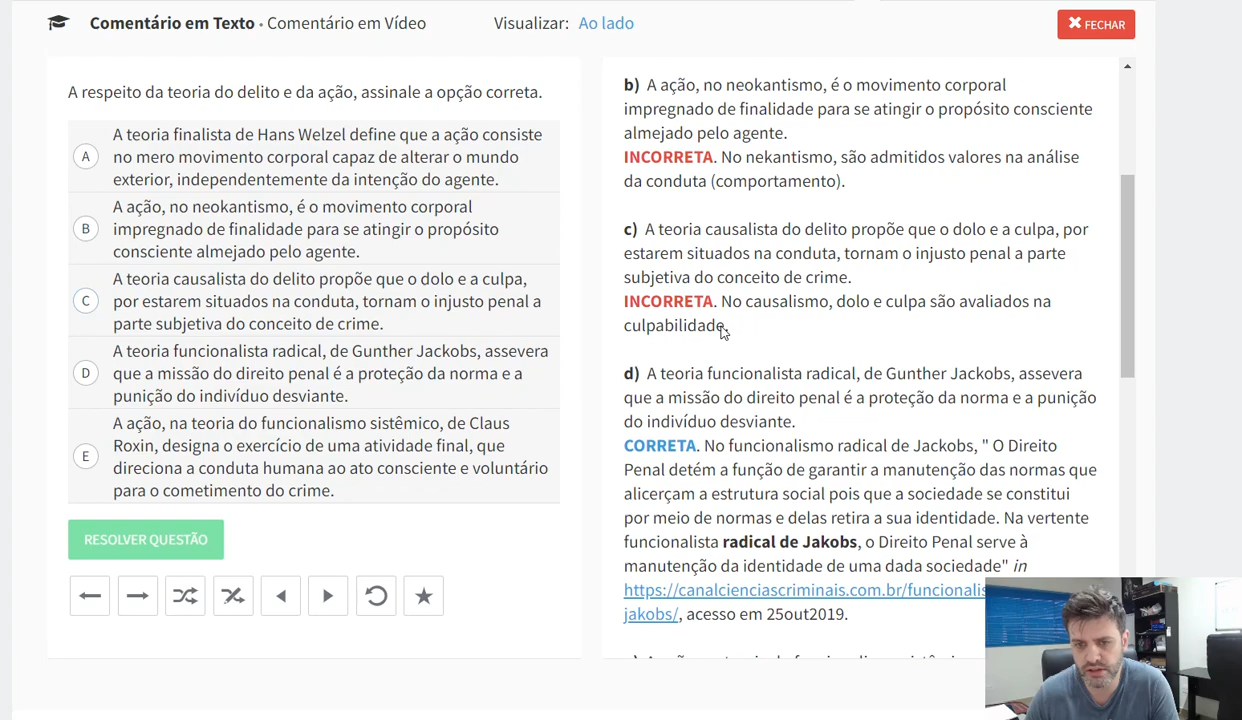 Comentário em Texto • Comentário em Vídeo
Visualizar: Ao lado
FECHAR
A respeito da teoria do delito e da ação, assinale a opção correta.
A
A teoria finalista de Hans Welzel define que a ação consiste
no mero movimento corporal capaz de alterar o mundo
exterior, independentemente da intenção do agente.
B
A ação, no neokantismo, é o movimento corporal
impregnado de finalidade para se atingir o propósito
consciente almejado pelo agente.
C
A teoria causalista do delito propõe que o dolo e a culpa,
por estarem situados na conduta, tornam o injusto penal a
parte subjetiva do conceito de crime.
D
A teoria funcionalista radical, de Gunther Jackobs, assevera
que a missão do direito penal é a proteção da norma e a
punição do indivíduo desviante.
E
A ação, na teoria do funcionalismo sistêmico, de Claus
Roxin, designa o exercício de uma atividade final, que
direciona a conduta humana ao ato consciente e voluntário
para o cometimento do crime.
RESOLVER QUESTÃO
b) A ação, no neokantismo, é o movimento corporal
impregnado de finalidade para se atingir o propósito consciente
almejado pelo agente.
INCORRETA. No nekantismo, são admitidos valores na análise
da conduta (comportamento).
c) A teoria causalista do delito propõe que o dolo e a culpa, por
estarem situados na conduta, tornam o injusto penal a parte
subjetiva do conceito de crime.
INCORRETA. No causalismo, dolo e culpa são avaliados na
culpabilidade.
d) A teoria funcionalista radical, de Gunther Jackobs, assevera
que a missão do direito penal é a proteção da norma e a punição
do indivíduo desviante.
CORRETA. No funcionalismo radical de Jackobs, " O Direito
Penal detém a função de garantir a manutenção das normas que
alicerçam a estrutura social pois que a sociedade se constitui
por meio de normas e delas retira a sua identidade. Na vertente
funcionalista radical de Jakobs, o Direito Penal serve à
manutenção da identidade de uma dada sociedade" in
https://canalcienciascriminais.com.br/funcionalis
jakobs/, acesso em 25out2019.